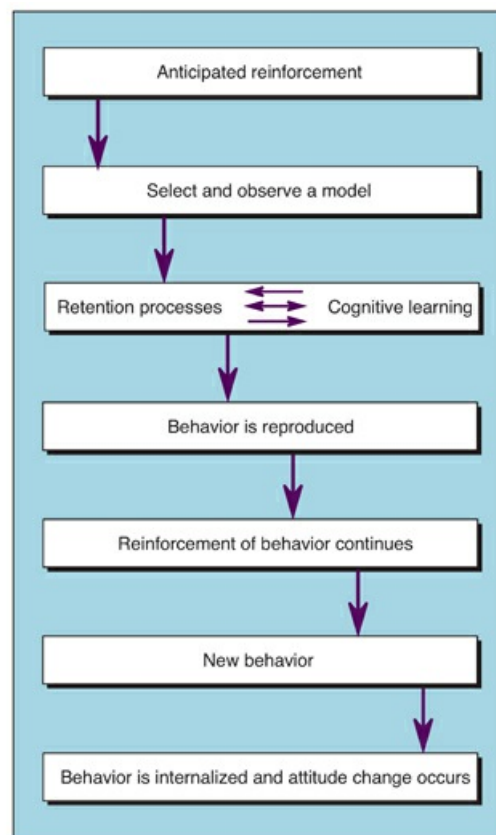 Anticipated reinforcement
Select and observe a model
Retention processes Cognitive learning
Behavior is reproduced
Reinforcement of behavior continues
New behavior
Behavior is internalized and attitude change occurs